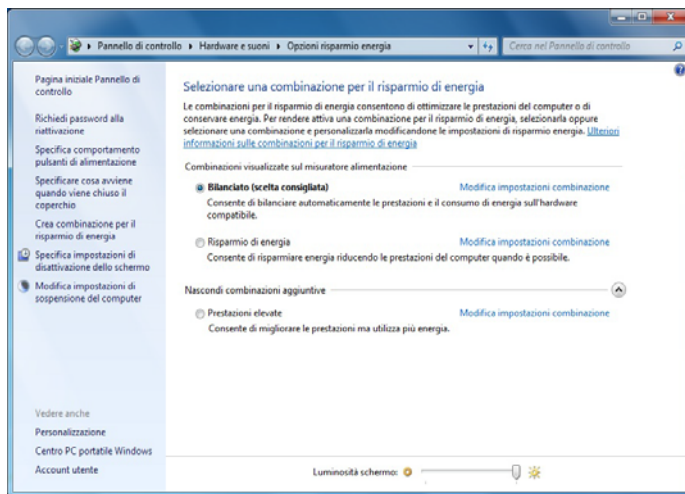 Pannello di controllo ▸ Hardware e suoni ▸ Opzioni risparmio energia
Cerca nel Pannello di controllo
Pagina iniziale Pannello di
controllo
Richiedi password alla
riattivazione
Specifica comportamento
pulsanti di alimentazione
Specificare cosa avviene
quando viene chiuso il
coperchio
Crea combinazione per il
risparmio di energia
Specifica impostazioni di
disattivazione dello schermo
Modifica impostazioni di
sospensione del computer
Vedere anche
Personalizzazione
Centro PC portatile Windows
Account utente
Selezionare una combinazione per il risparmio di energia
Le combinazioni per il risparmio di energia consentono di ottimizzare le prestazioni del computer o di
conservare energia. Per rendere attiva una combinazione per il risparmio di energia, selezionarla oppure
selezionare una combinazione e personalizzarla modificandone le impostazioni di risparmio energia. Ulteriori
informazioni sulle combinazioni per il risparmio di energia
Combinazioni visualizzate sul misuratore alimentazione
Bilanciato (scelta consigliata) Modifica impostazioni combinazione
Consente di bilanciare automaticamente le prestazioni e il consumo di energia sull'hardware
compatibile.
Risparmio di energia Modifica impostazioni combinazione
Consente di risparmiare energia riducendo le prestazioni del computer quando è possibile.
Nascondi combinazioni aggiuntive
Prestazioni elevate Modifica impostazioni combinazione
Consente di migliorare le prestazioni ma utilizza più energia.
Luminosità schermo: